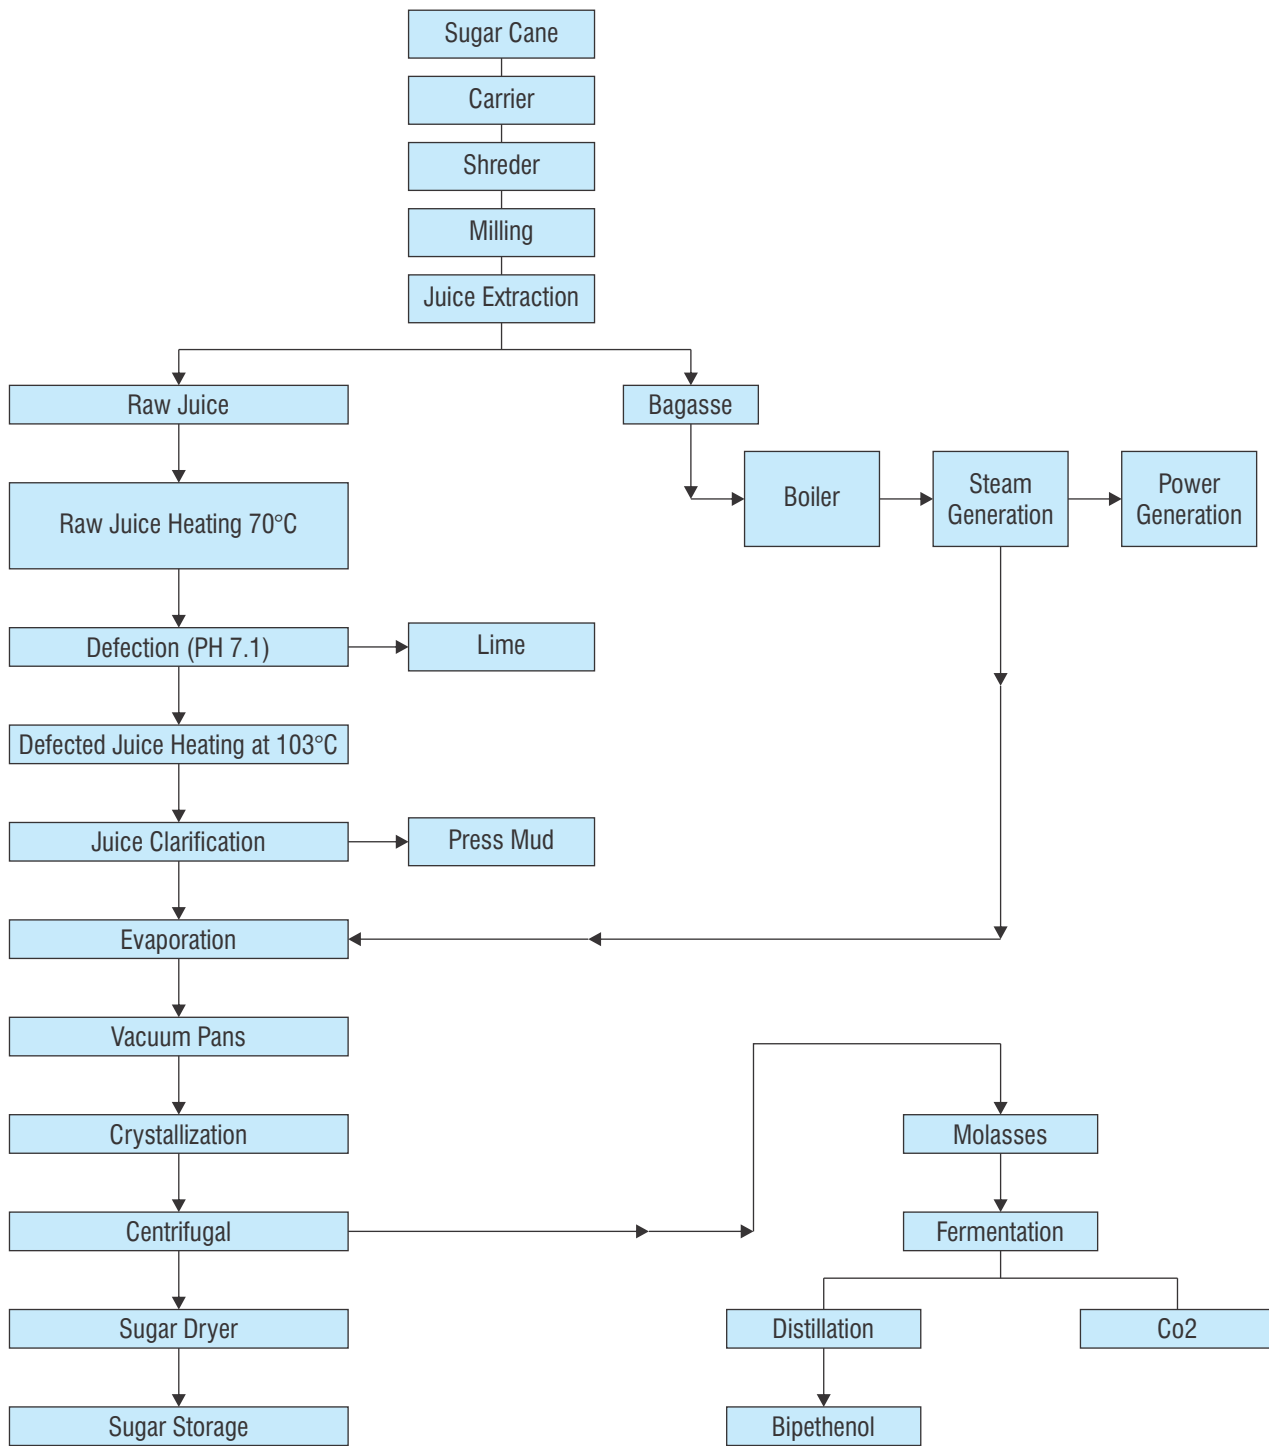 Sugar Cane
Carrier
Shreder
Milling
Juice Extraction
Raw Juice
Bagasse
Raw Juice Heating 70°C
Boiler
Steam
Generation
Power
Generation
Defection (PH 7.1)
Lime
Defected Juice Heating at 103°C
Juice Clarification
Press Mud
Evaporation
Vacuum Pans
Crystallization
Molasses
Centrifugal
Fermentation
Sugar Dryer
Distillation
Co2
Sugar Storage
Bipethenol